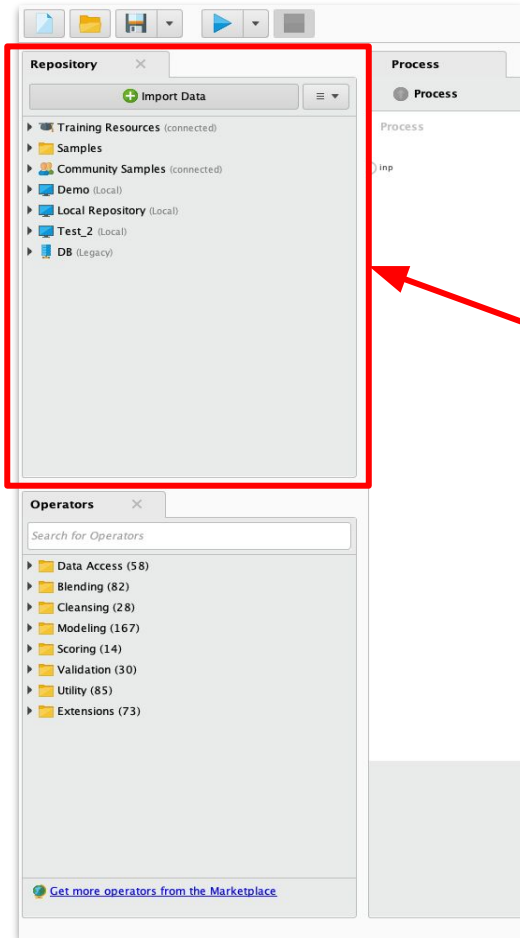 Repository
Process
Import Data
Process
Training Resources (connected)
Process
Samples
Community Samples (connected)
inp
Demo (Local)
Local Repository (Local)
Test_2 (Local)
DB (Legacy)
Operators
Search for Operators
Data Access (58)
Blending (82)
Cleansing (28)
Modeling (167)
Scoring (14)
Validation (30)
Utility (85)
Extensions (73)
Get more operators from the Marketplace